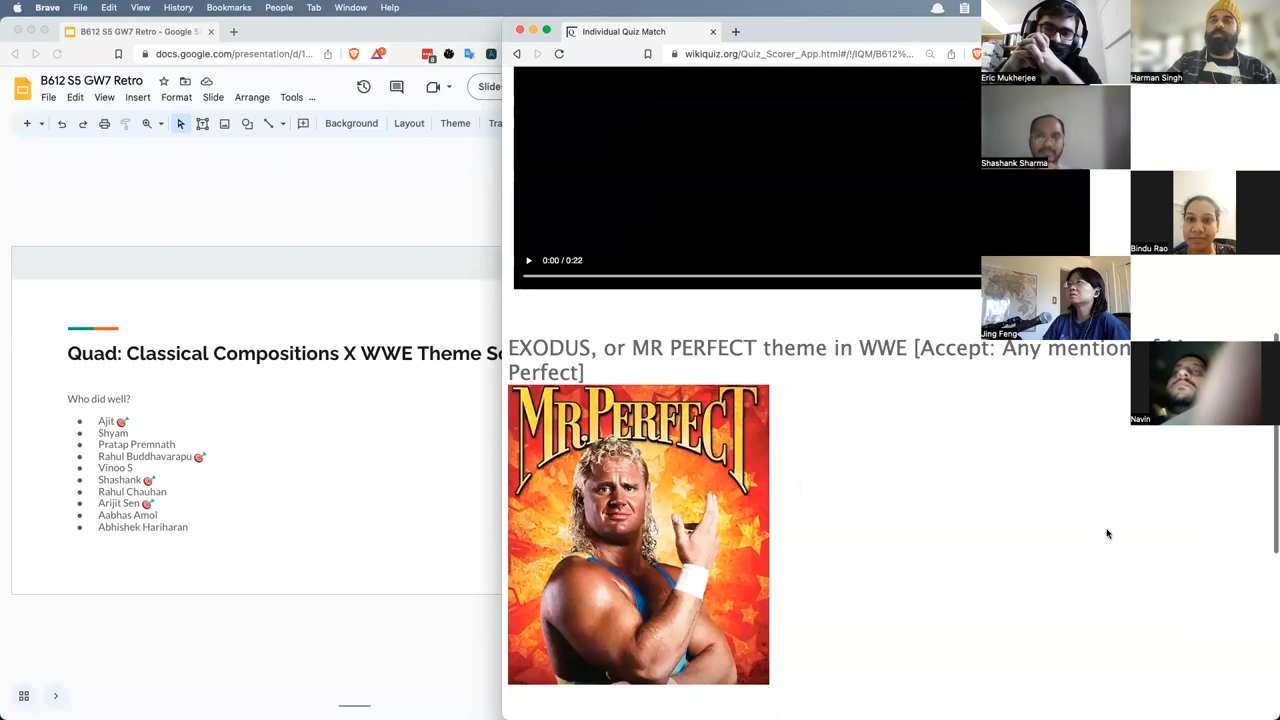 Brave
File
Edit
View
History
Bookmarks
People
Tab
Window
Help
B612 S5 GW7 Retro - Google Sl
docs.google.com/presentation/d/1...
B612 S5 GW7 Retro
File
Edit
View
Insert
Format
Slide
Arrange
Tools
...
Background
Layout
Theme
Quad: Classical Compositions X WWE Theme
Who did well?
● Ajit
● Shyam
● Pratap Premnath
● Rahul Buddhavarapu
● Vinoo S
● Shashank
● Rahul Chauhan
● Arijit Sen
● Aabhas Amol
● Abhishek Hariharan
Individual Quiz Match
wikiquiz.org/Quiz_Scorer_App.html#/!/IQM/B612%...
0:00 / 0:22
EXODUS, or MR PERFECT theme in WWE [Accept: Any mention
Perfect]
MR. PERFECT
Eric Mukherjee
Harman Singh
Shashank Sharma
Bindu Rao
Jing Feng
Navin